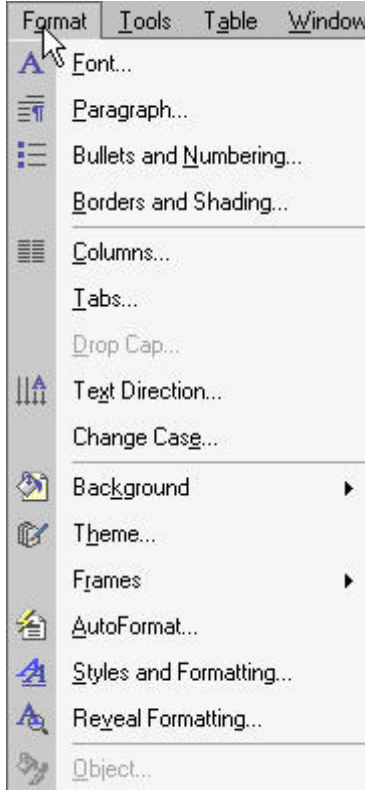 Format Tools Table Window
Font...
Paragraph...
Bullets and Numbering...
Borders and Shading...
Columns...
Tabs...
Drop Cap...
Text Direction...
Change Case...
Background
Theme...
Frames
AutoFormat...
Styles and Formatting...
Reveal Formatting...
Object...